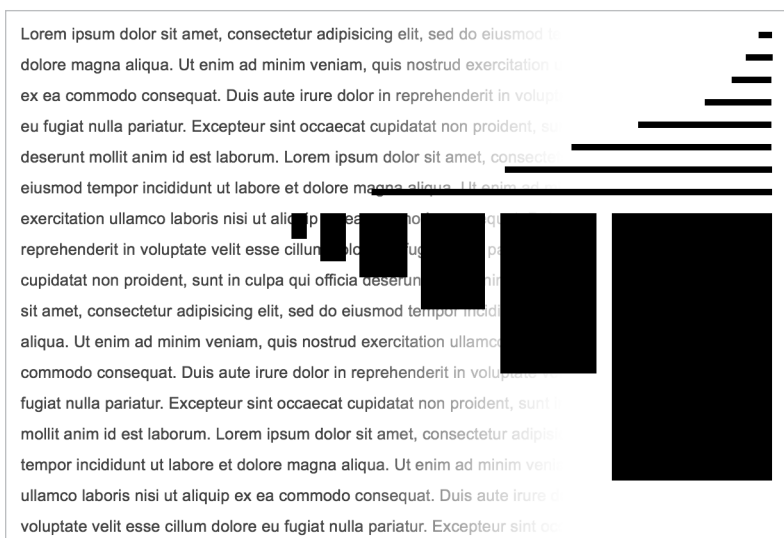 Lorem ipsum dolor sit amet, consectetur adipisicing elit, sed do eiusmod
dolore magna aliqua. Ut enim ad minim veniam, quis nostrud exercitation
ex ea commodo consequat. Duis aute irure dolor in reprehenderit in
eu fugiat nulla pariatur. Excepteur sint occaecat cupidatat non proident,
deserunt mollit anim id est laborum. Lorem ipsum dolor sit amet,
eiusmod tempor incididunt ut labore et dolore magna aliqua. Ut enim
exercitation ullamco laboris nisi ut
reprehenderit in voluptate velit esse cillum
cupidatat non proident, sunt in culpa qui officia deserunt
sit amet, consectetur adipisicing elit, sed do eiusmod tempor
aliqua. Ut enim ad minim veniam, quis nostrud exercitation ullamco
commodo consequat. Duis aute irure dolor in reprehenderit in
fugiat nulla pariatur. Excepteur sint occaecat cupidatat non proident, sunt
mollit anim id est laborum. Lorem ipsum dolor sit amet, consectetur
tempor incididunt ut labore et dolore magna aliqua. Ut enim ad minim
ullamco laboris nisi ut aliquip ex ea commodo consequat. Duis aute irure
voluptate velit esse cillum dolore eu fugiat nulla pariatur. Excepteur sint